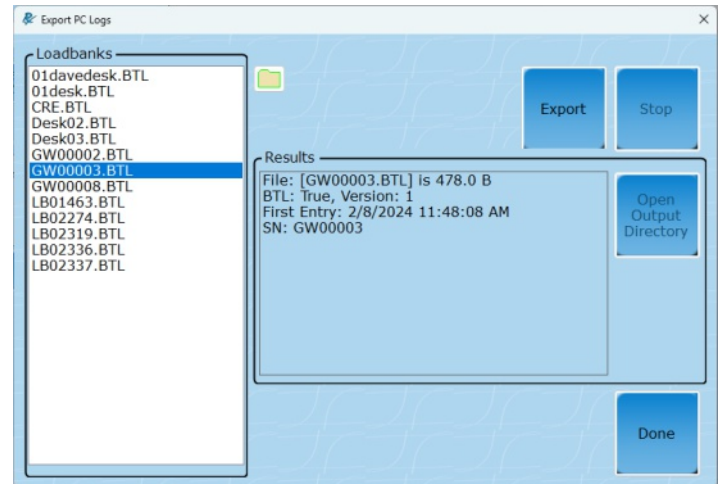 Export PC Logs
Loadbanks
01davedesk.BTL
01desk.BTL
CRE.BTL
Desk02.BTL
Desk03.BTL
GW00002.BTL
GW00003.BTL
GW00008.BTL
LB01463.BTL
LB02274.BTL
LB02319.BTL
LB02336.BTL
LB02337.BTL
Export
Stop
Results
File: [GW00003.BTL] is 478.0 B
BTL: True, Version: 1
First Entry: 2/8/2024 11:48:08 AM
SN: GW00003
Open
Output
Directory
Done